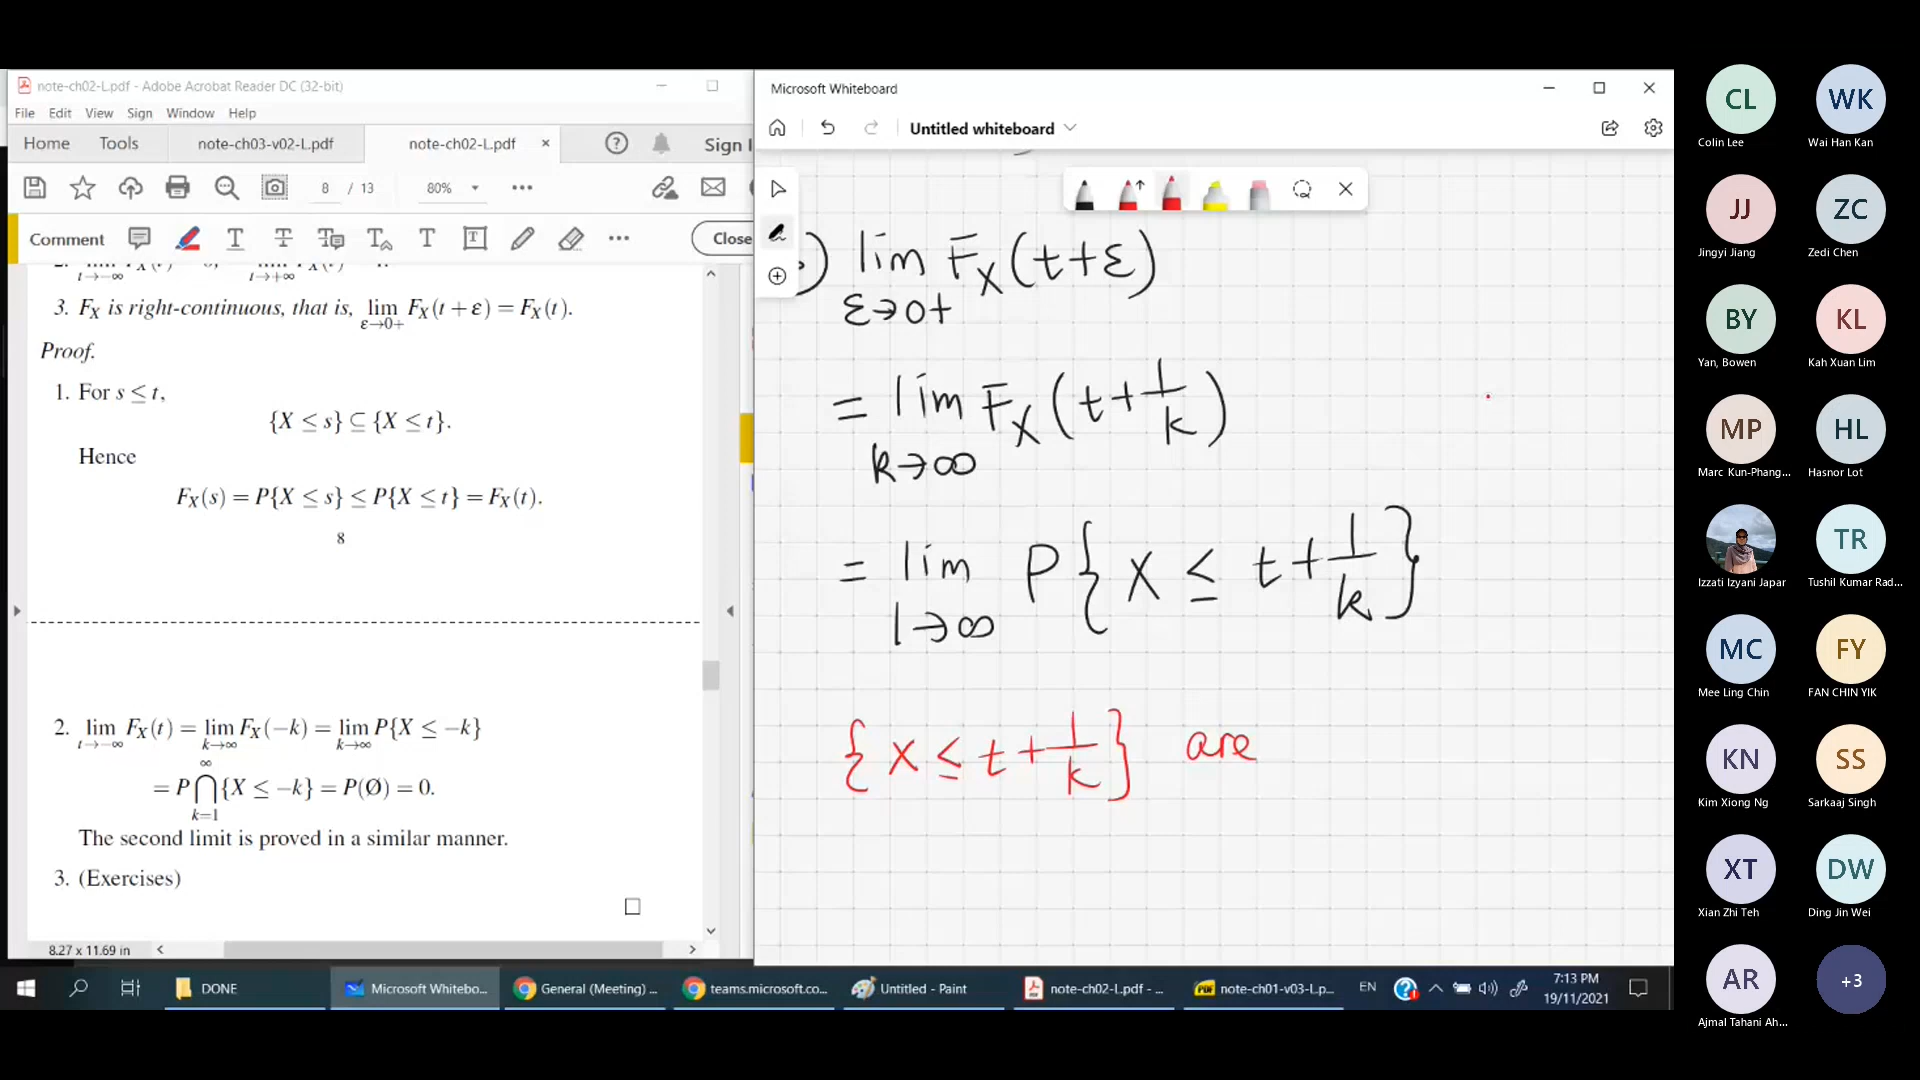 note-ch02-L.pdf - Adobe Acrobat Reader DC (32-bit)
File Edit View Sign Window Help
Home Tools note-ch03-v02-L.pdf note-ch02-L.pdf × ? Sign I
8 / 13 80%
Comment Close
3. F_X is right-continuous, that is, lim_{ε→0+} F_X(t + ε) = F_X(t).
Proof.
1. For s ≤ t,
{X ≤ s} ⊆ {X ≤ t}.
Hence
F_X(s) = P{X ≤ s} ≤ P{X ≤ t} = F_X(t).
8
2. lim_{t→−∞} F_X(t) = lim_{k→∞} F_X(−k) = lim_{k→∞} P{X ≤ −k}
= P⋂_{k=1}^{∞}{X ≤ −k} = P(Ø) = 0.
The second limit is proved in a similar manner.
3. (Exercises)
8.27 x 11.69 in
Microsoft Whiteboard
Untitled whiteboard
) lim_{ε→0+} F_X(t+ε)
= lim_{k→∞} F_X(t+1/k)
= lim_{l→∞} P{X ≤ t+1/k}
{X ≤ t+1/k} are
CL
Colin Lee
WK
Wai Han Kan
JJ
Jingyi Jiang
ZC
Zedi Chen
BY
Yan, Bowen
KL
Kah Xuan Lim
MP
Marc Kun-Phang...
HL
Hasnor Lot
Izzati Izyani Japar
TR
Tushil Kumar Rad...
MC
Mee Ling Chin
FY
FAN CHIN YIK
KN
Kim Xiong Ng
SS
Sarkaaj Singh
XT
Xian Zhi Teh
DW
Ding Jin Wei
AR
Ajmal Tahani Ah...
+3
DONE
Microsoft Whitebo...
General (Meeting) ...
teams.microsoft.co...
Untitled - Paint
note-ch02-L.pdf - ...
note-ch01-v03-L.p...
EN
7:13 PM
19/11/2021